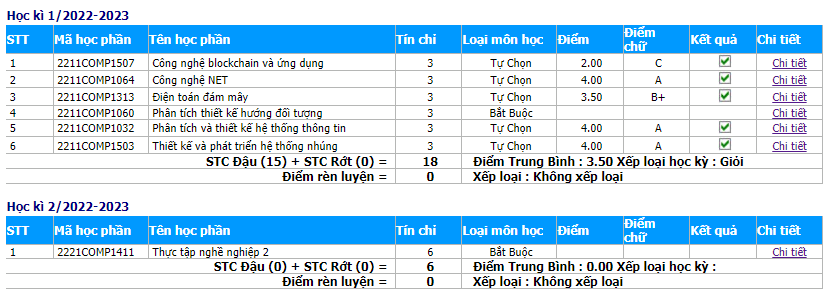 Học kì 1/2022-2023
STT Mã học phần Tên học phần Tín chỉ Loại môn học Điểm Điểm chữ Kết quả Chi tiết
1 2211COMP1507 Công nghệ blockchain và ứng dụng 3 Tự Chọn 2.00 C Chi tiết
2 2211COMP1064 Công nghệ NET 3 Tự Chọn 4.00 A Chi tiết
3 2211COMP1313 Điện toán đám mây 3 Tự Chọn 3.50 B+ Chi tiết
4 2211COMP1060 Phân tích thiết kế hướng đối tượng 3 Bắt Buộc Chi tiết
5 2211COMP1032 Phân tích và thiết kế hệ thống thông tin 3 Tự Chọn 4.00 A Chi tiết
6 2211COMP1503 Thiết kế và phát triển hệ thống nhúng 3 Tự Chọn 4.00 A Chi tiết
STC Đậu (15) + STC Rớt (0) = 18 Điểm Trung Bình : 3.50 Xếp loại học kỳ : Giỏi
Điểm rèn luyện = 0 Xếp loại : Không xếp loại
Học kì 2/2022-2023
STT Mã học phần Tên học phần Tín chỉ Loại môn học Điểm Điểm chữ Kết quả Chi tiết
1 2221COMP1411 Thực tập nghề nghiệp 2 6 Bắt Buộc Chi tiết
STC Đậu (0) + STC Rớt (0) = 6 Điểm Trung Bình : 0.00 Xếp loại học kỳ :
Điểm rèn luyện = 0 Xếp loại : Không xếp loại